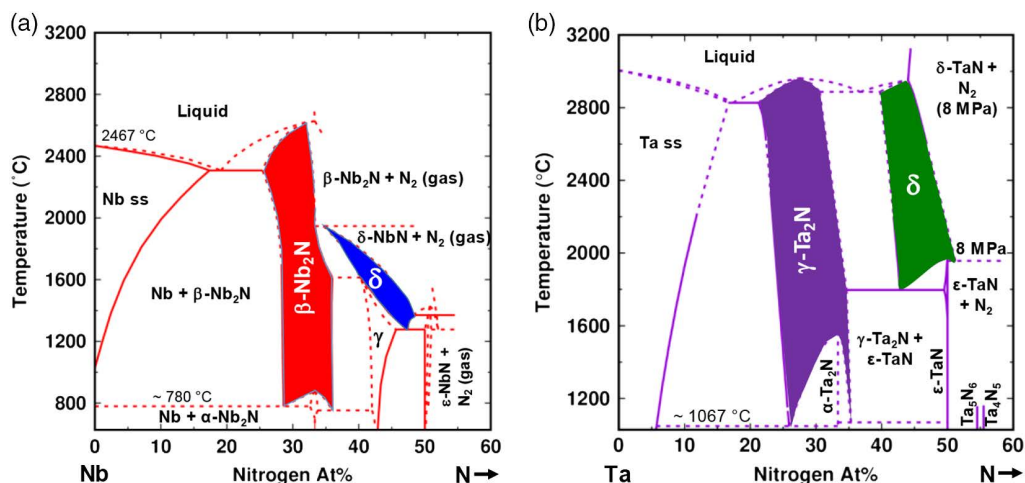 (a)
3200
2800
2400
2000
1600
1200
800
Temperature (°C)
Liquid
2467 °C
Nb ss
β-Nb₂N + N₂ (gas)
δ-NbN + N₂ (gas)
β-Nb₂N
δ
Nb + β-Nb₂N
γ
ε-NbN +
N₂ (gas)
~ 780 °C
Nb + α-Nb₂N
0 10 20 30 40 50 60
Nb
Nitrogen At%
N→
(b)
3200
2800
2400
2000
1600
1200
Temperature (°C)
Liquid
δ-TaN +
N₂
(8 MPa)
Ta ss
γ-Ta₂N
δ
8 MPa
ε-TaN
+ N₂
γ-Ta₂N +
ε-TaN
α-Ta₂N
ε-TaN
Ta₅N₆
Ta₄N₅
~ 1067 °C
0 10 20 30 40 50 60
Ta
Nitrogen At%
N→